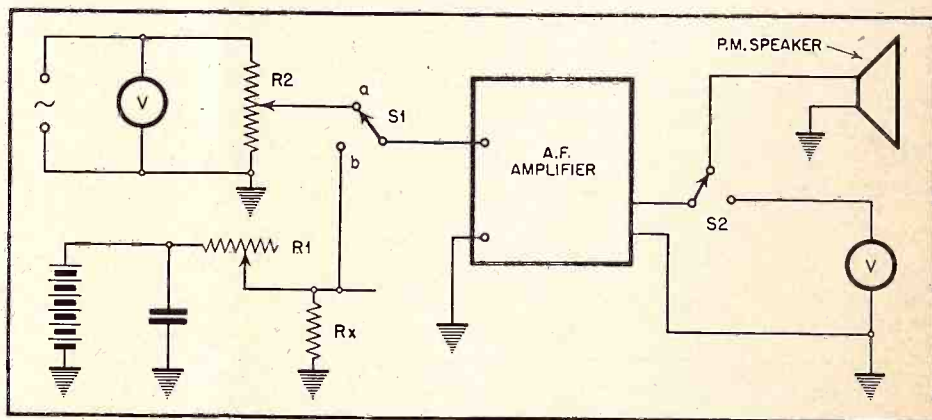 P.M. SPEAKER
R2
a
V
~
S1
b
A.F.
AMPLIFIER
S2
R1
V
Rx